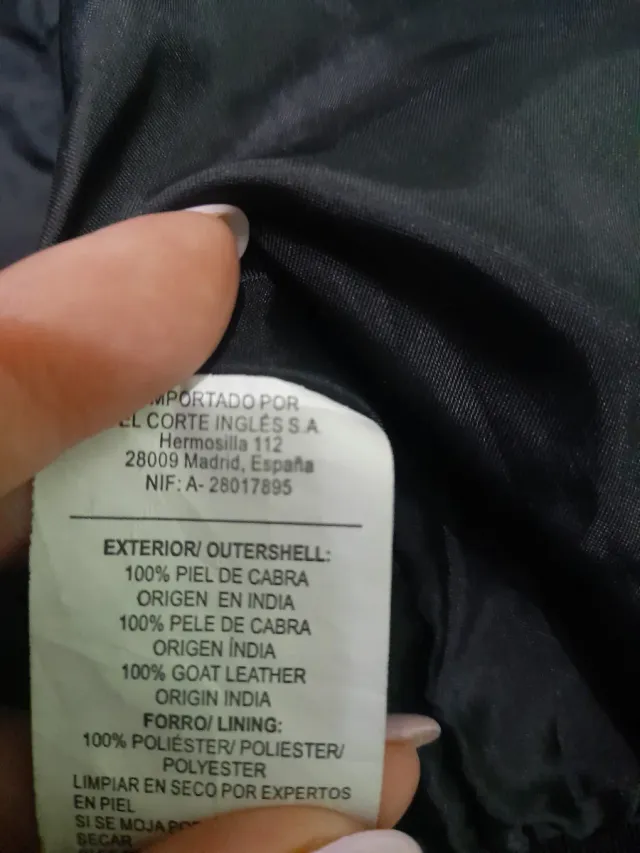 IMPORTADO POR
EL CORTE INGLÉS S.A
Hermosilla 112
28009 Madrid, España
NIF: A- 28017895
EXTERIOR/ OUTERSHELL:
100% PIEL DE CABRA
ORIGEN EN INDIA
100% PELE DE CABRA
ORIGEN ÎNDIA
100% GOAT LEATHER
ORIGIN INDIA
FORRO/ LINING:
100% POLIÉSTER/ POLIESTER/
POLYESTER
LIMPIAR EN SECO POR EXPERTOS
EN PIEL
SI SE MOJA
SECAR